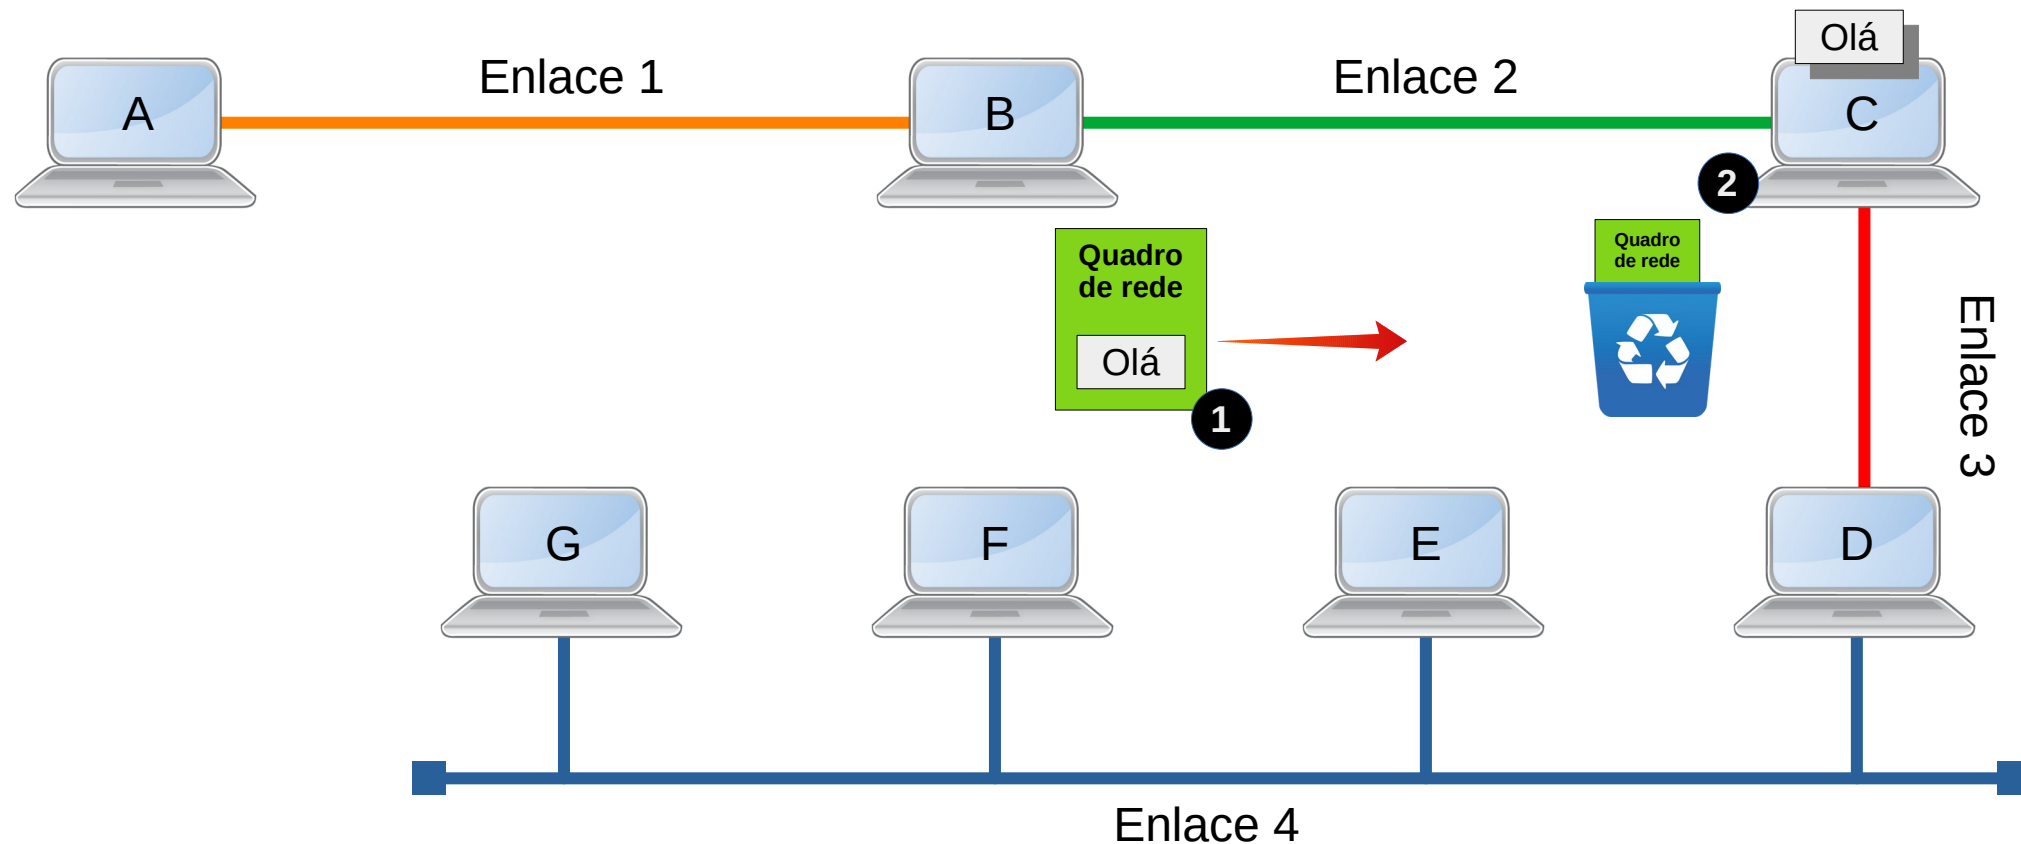 Olá
Enlace 1
Enlace 2
A
B
C
2
Quadro
de rede
Olá
1
Quadro
de rede
Enlace 3
G
F
E
D
Enlace 4